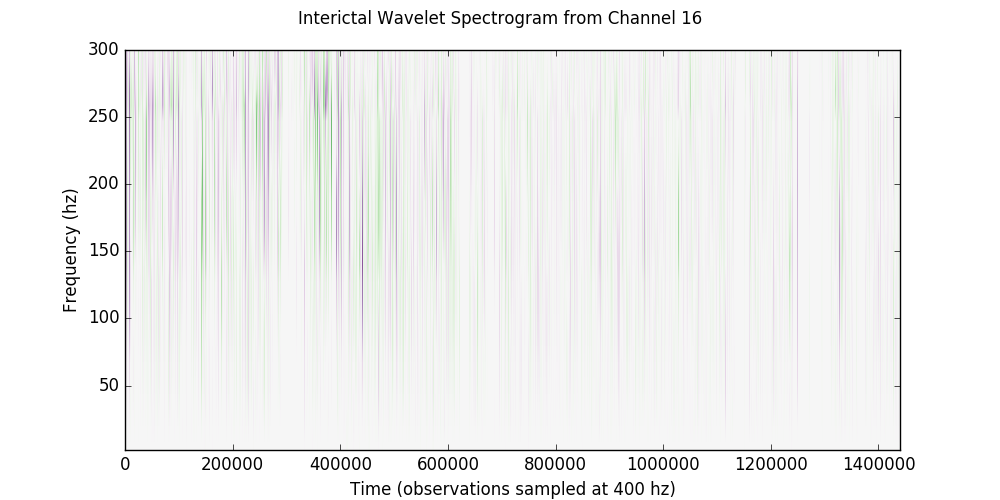 Interictal Wavelet Spectrogram from Channel 16
300
250
200
150
100
50
Frequency (hz)
0 200000 400000 600000 800000 1000000 1200000 1400000
Time (observations sampled at 400 hz)